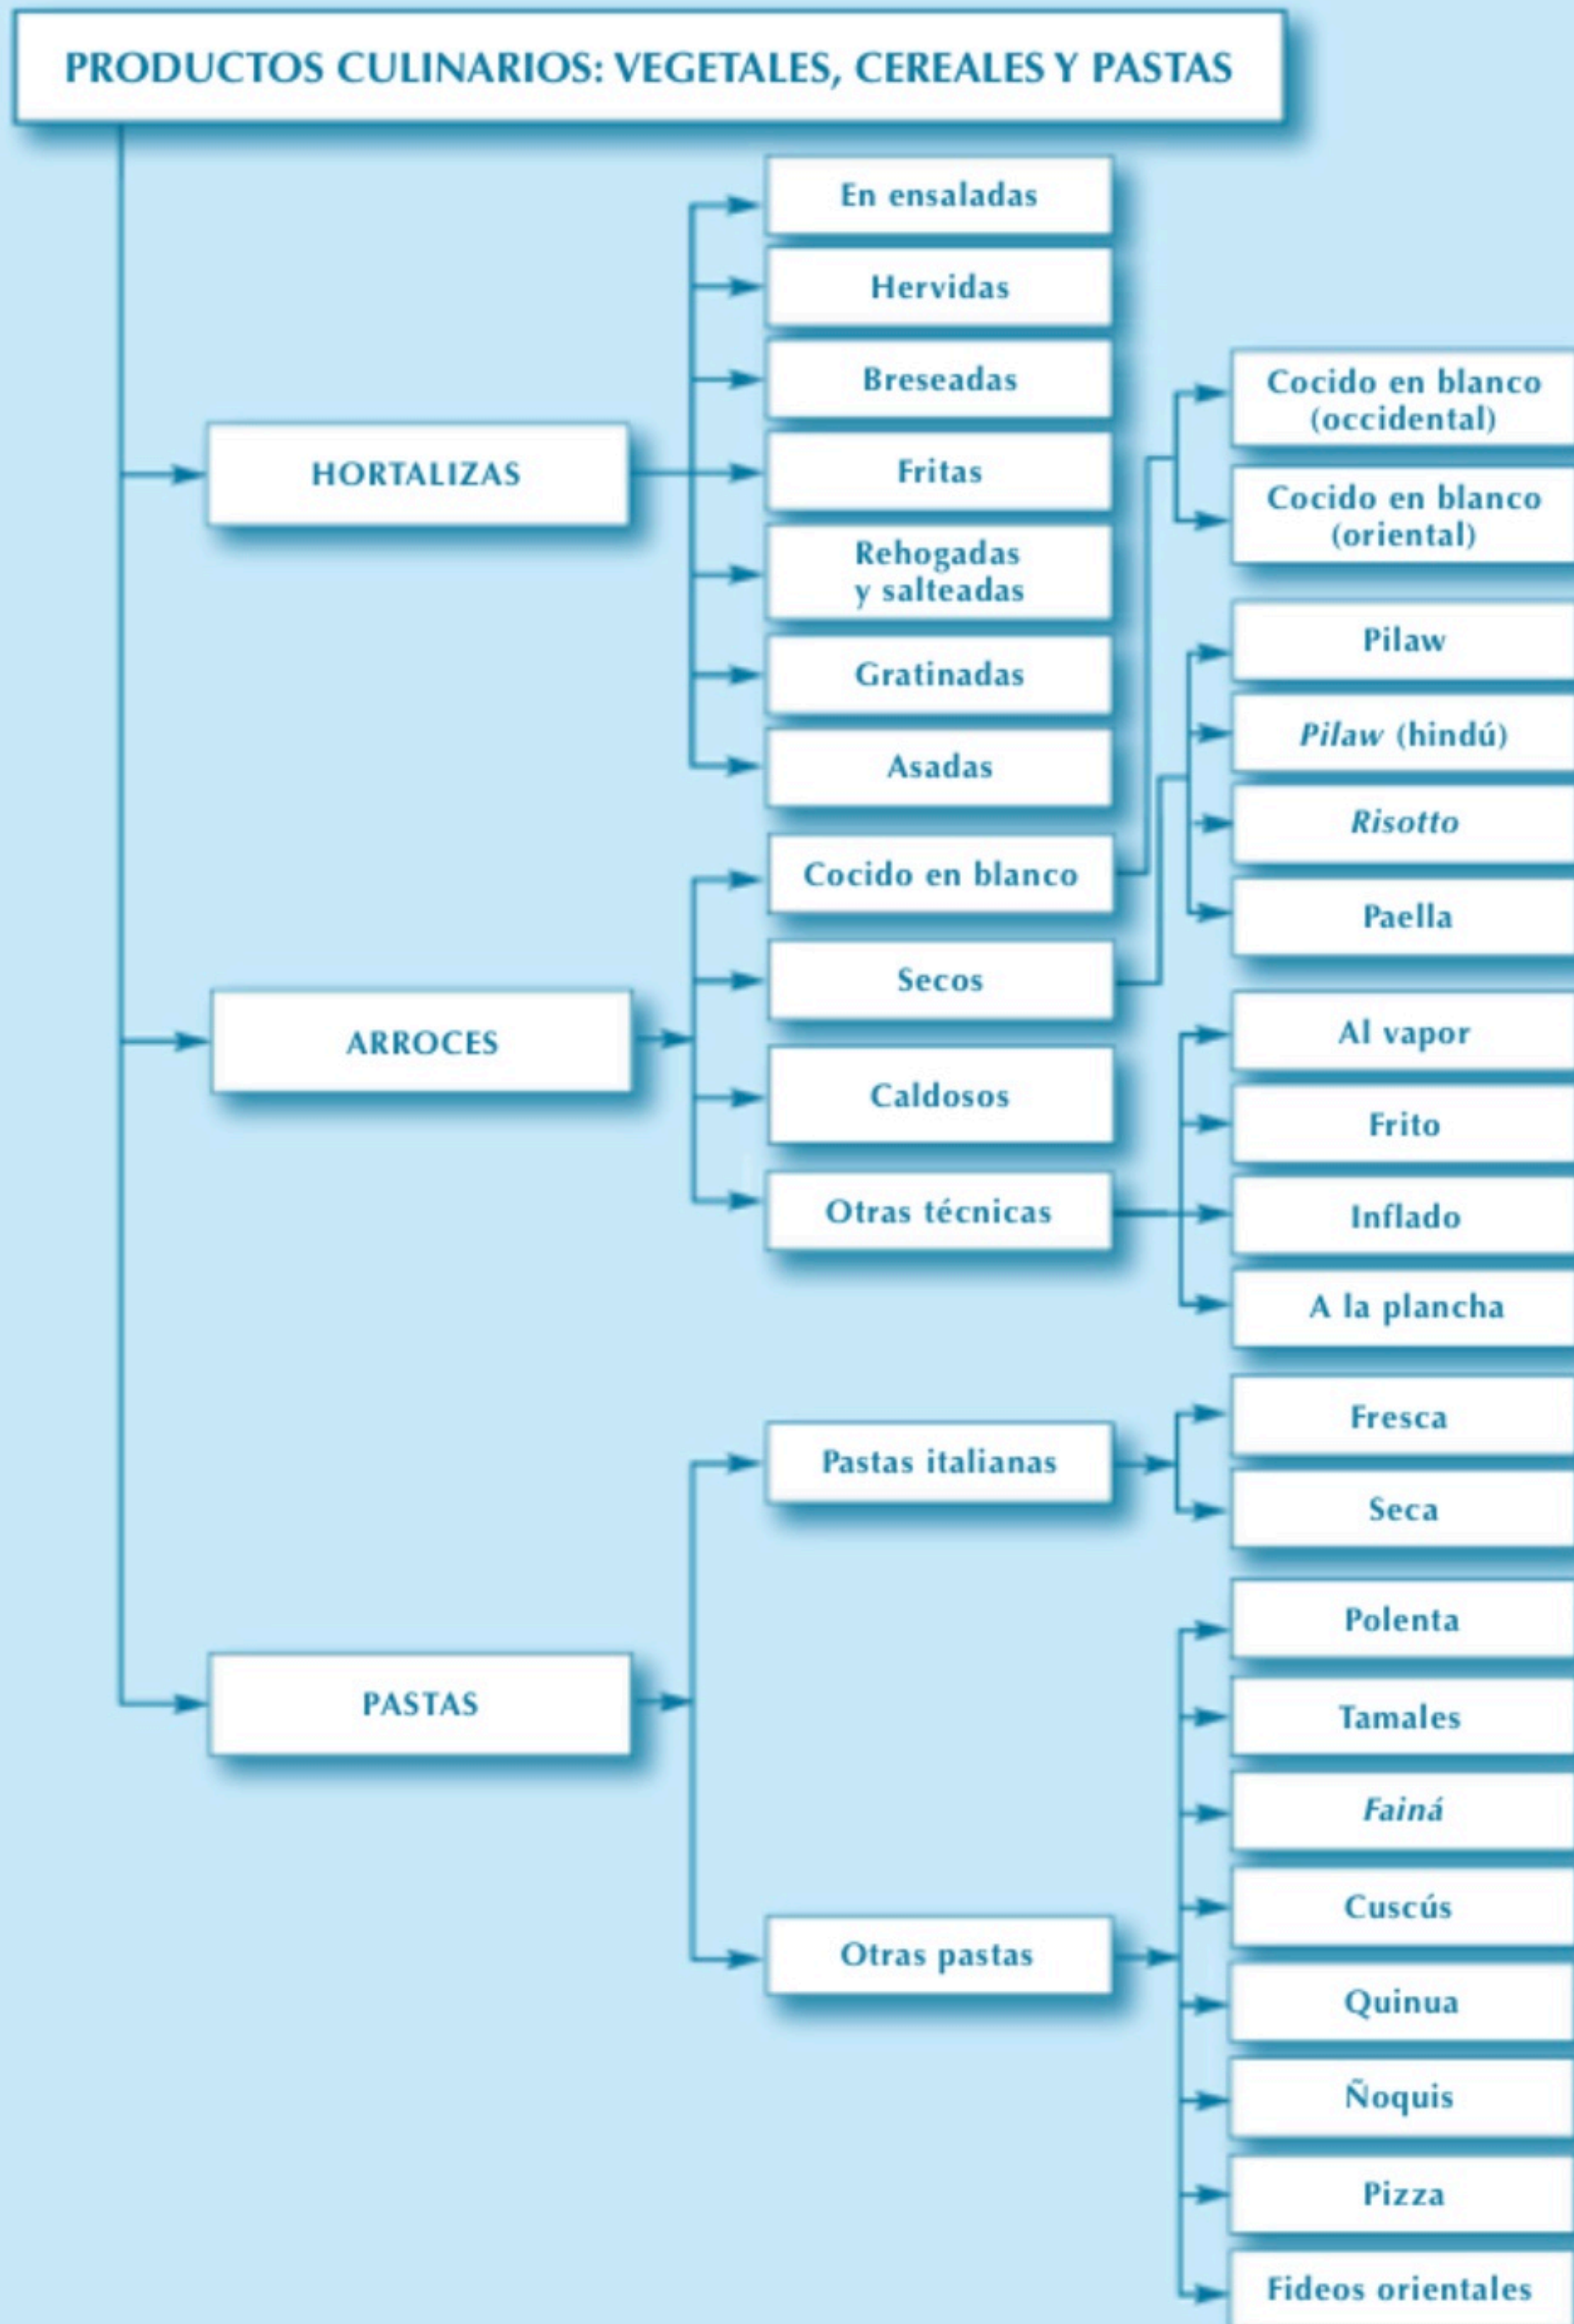 PRODUCTOS CULINARIOS: VEGETALES, CEREALES Y PASTAS
HORTALIZAS
En ensaladas
Hervidas
Breseadas
Fritas
Rehogadas
y salteadas
Gratinadas
Asadas
ARROCES
Cocido en blanco
Cocido en blanco
(occidental)
Cocido en blanco
(oriental)
Secos
Pilaw
Pilaw (hindú)
Risotto
Paella
Caldosos
Otras técnicas
Al vapor
Frito
Inflado
A la plancha
PASTAS
Pastas italianas
Fresca
Seca
Otras pastas
Polenta
Tamales
Fainá
Cuscús
Quinua
Ñoquis
Pizza
Fideos orientales